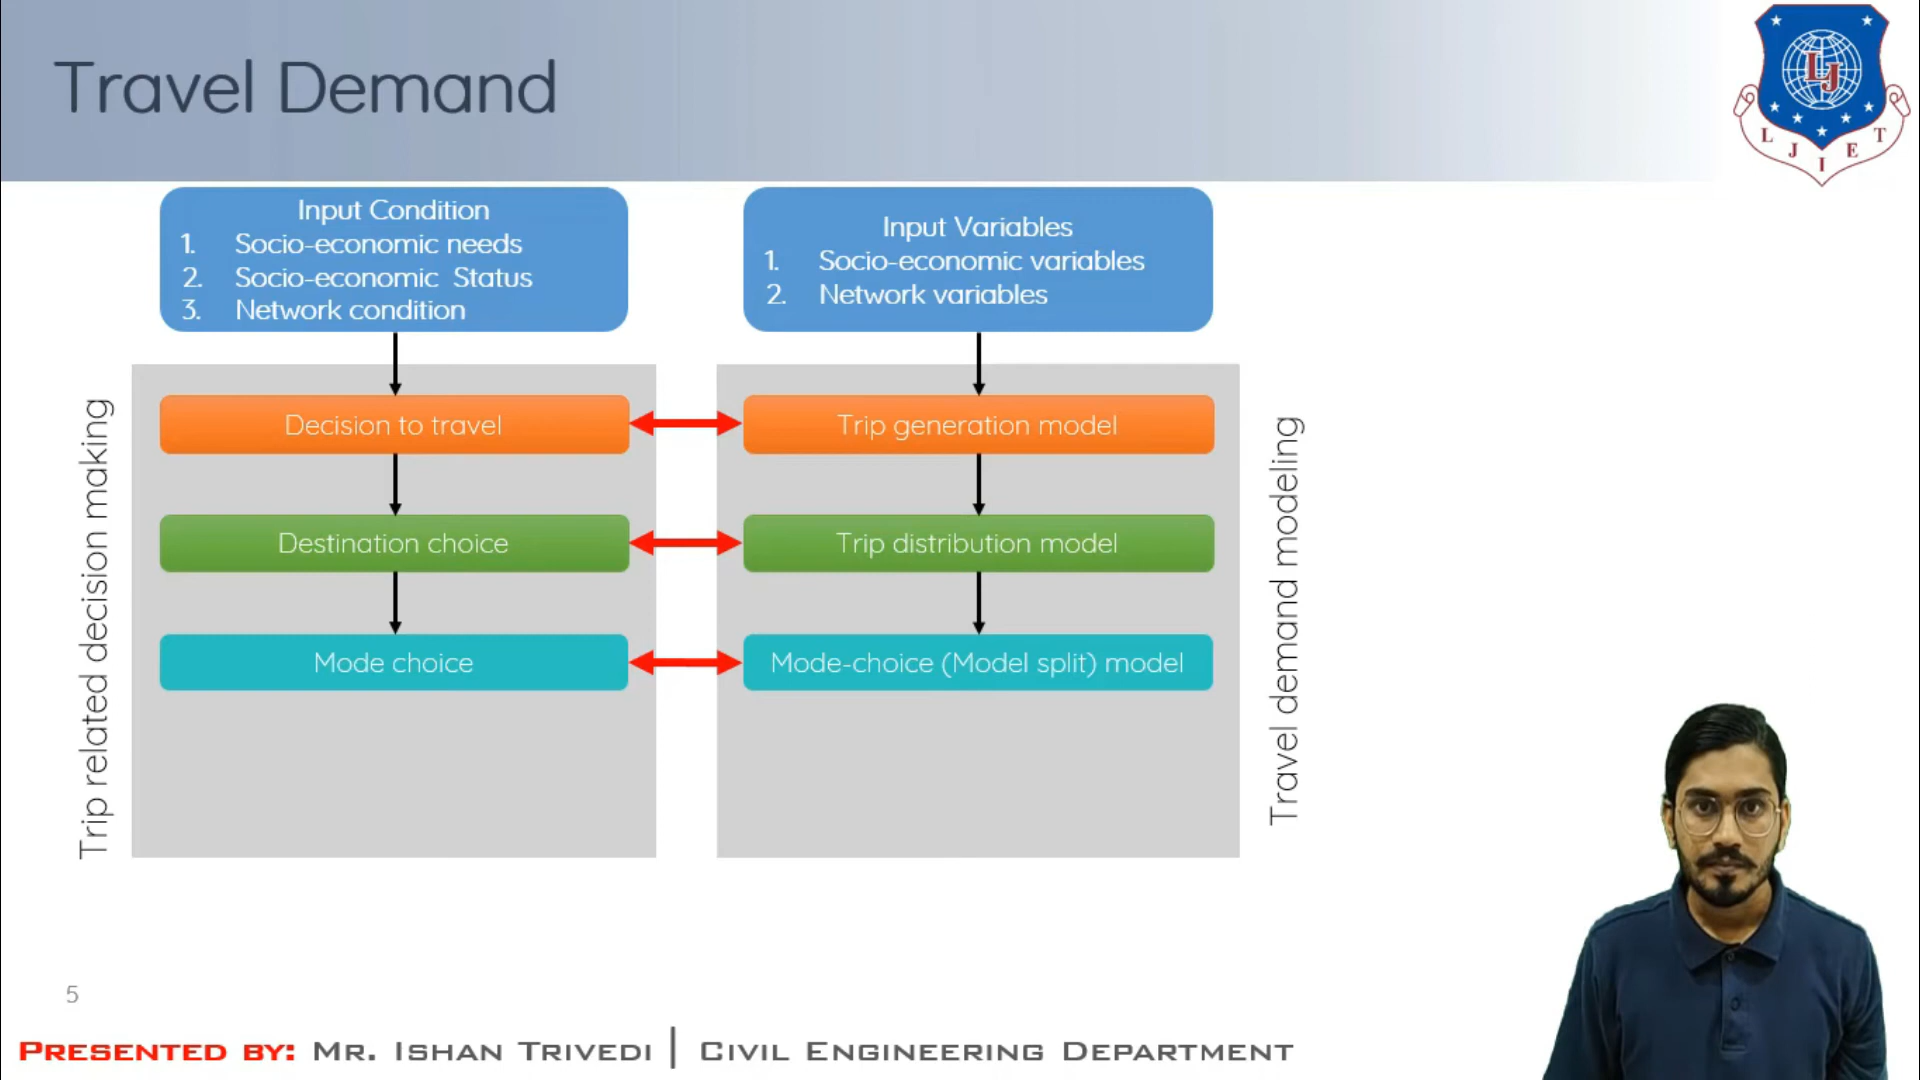 Travel Demand
LJ
L J I E T
Input Condition
1. Socio-economic needs
2. Socio-economic Status
3. Network condition
Input Variables
1. Socio-economic variables
2. Network variables
Trip related decision making
Decision to travel
Trip generation model
Destination choice
Trip distribution model
Mode choice
Mode-choice (Model split) model
Travel demand modeling
5
PRESENTED BY: MR. ISHAN TRIVEDI | CIVIL ENGINEERING DEPARTMENT